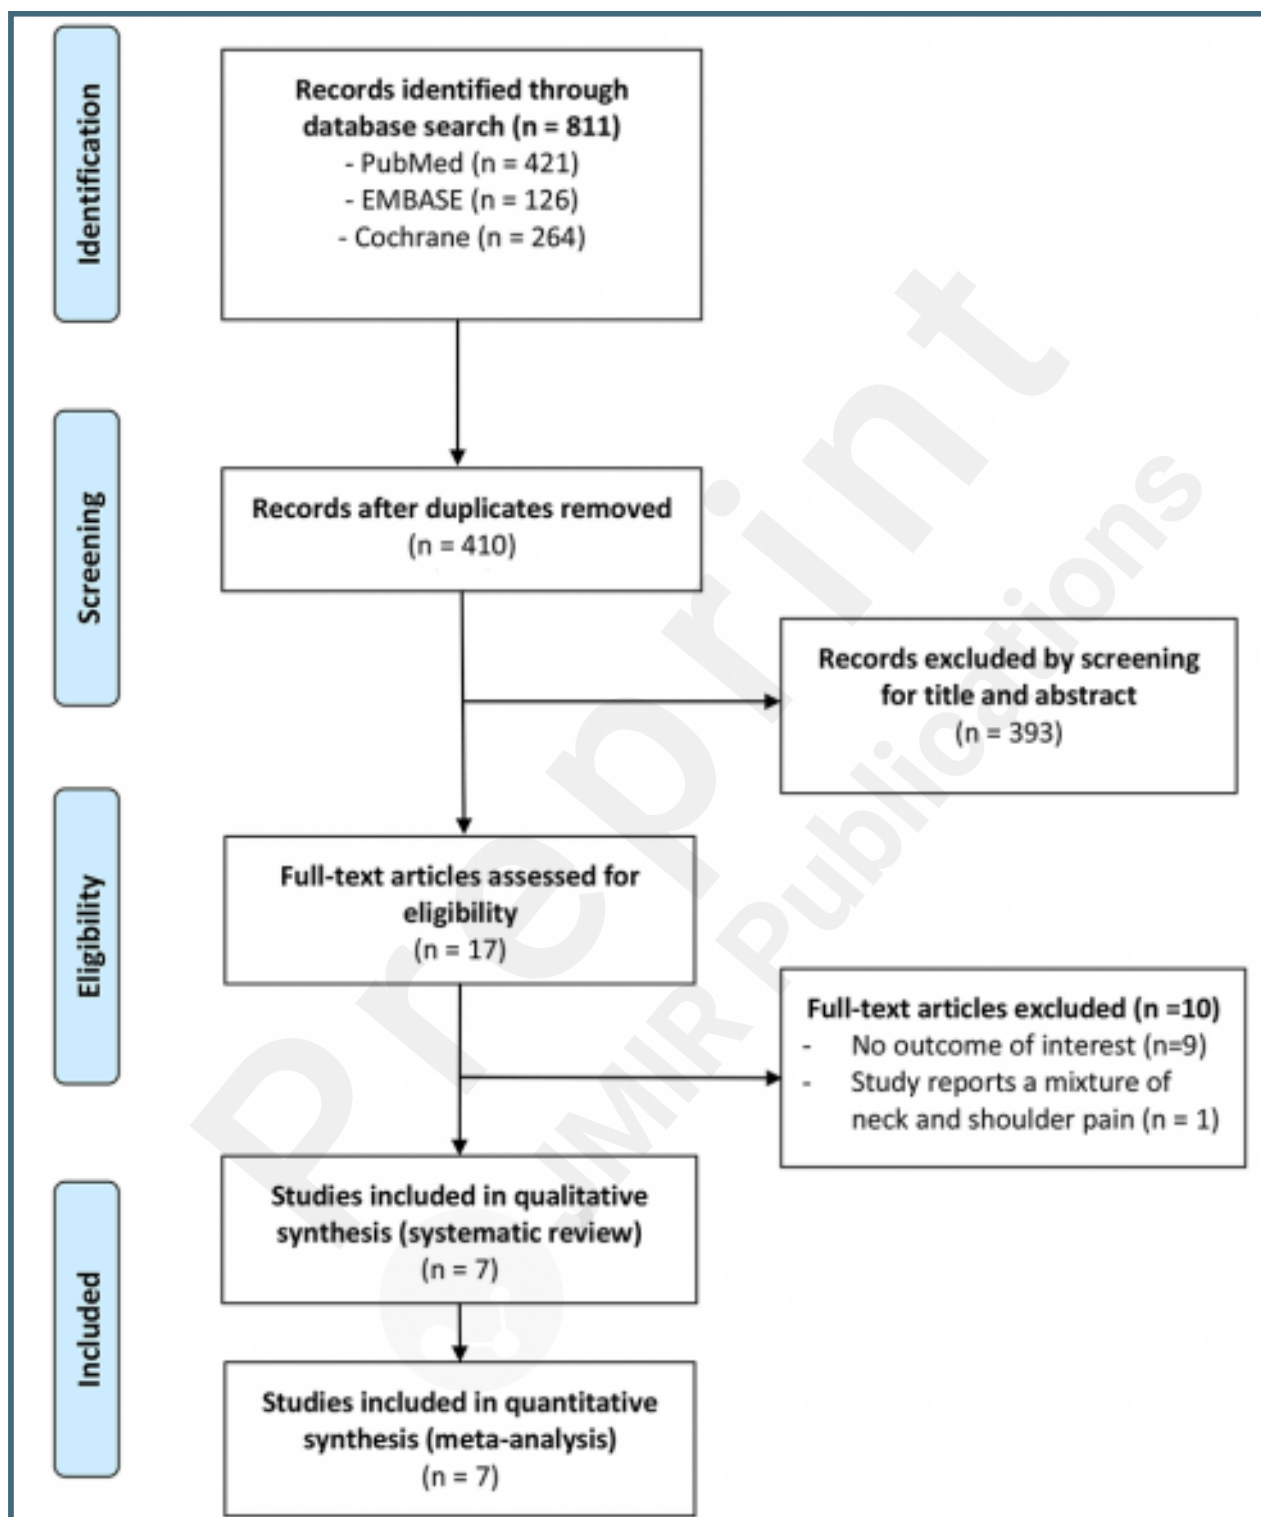 Identification
Records identified through
database search (n = 811)
- PubMed (n = 421)
- EMBASE (n = 126)
- Cochrane (n = 264)
Screening
Records after duplicates removed
(n = 410)
Records excluded by screening
for title and abstract
(n = 393)
Eligibility
Full-text articles assessed for
eligibility
(n = 17)
Full-text articles excluded (n =10)
- No outcome of interest (n=9)
- Study reports a mixture of
neck and shoulder pain (n = 1)
Included
Studies included in qualitative
synthesis (systematic review)
(n = 7)
Studies included in quantitative
synthesis (meta-analysis)
(n = 7)
Preprint
JMIR Publications